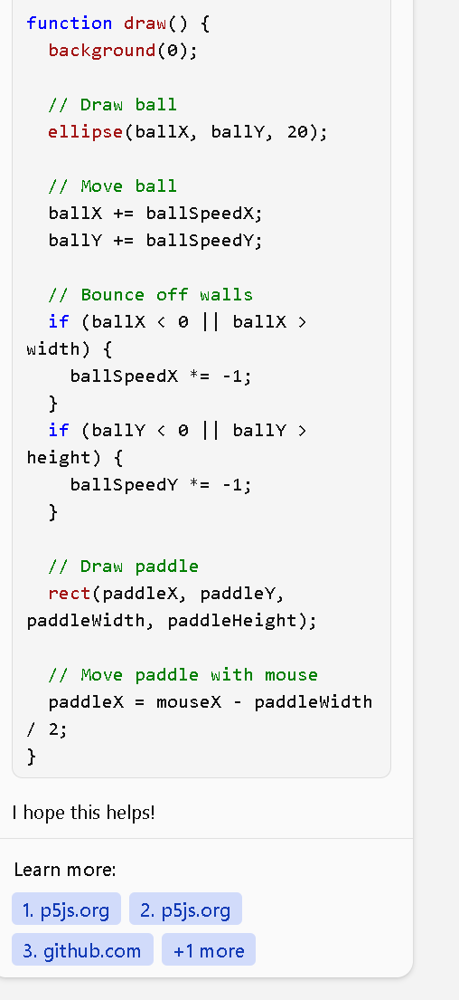 function draw() {
  background(0);

  // Draw ball
  ellipse(ballX, ballY, 20);

  // Move ball
  ballX += ballSpeedX;
  ballY += ballSpeedY;

  // Bounce off walls
  if (ballX < 0 || ballX >
width) {
    ballSpeedX *= -1;
  }
  if (ballY < 0 || ballY >
height) {
    ballSpeedY *= -1;
  }

  // Draw paddle
  rect(paddleX, paddleY,
paddleWidth, paddleHeight);

  // Move paddle with mouse
  paddleX = mouseX - paddleWidth
/ 2;
}
I hope this helps!
Learn more:
1. p5js.org
2. p5js.org
3. github.com
+1 more